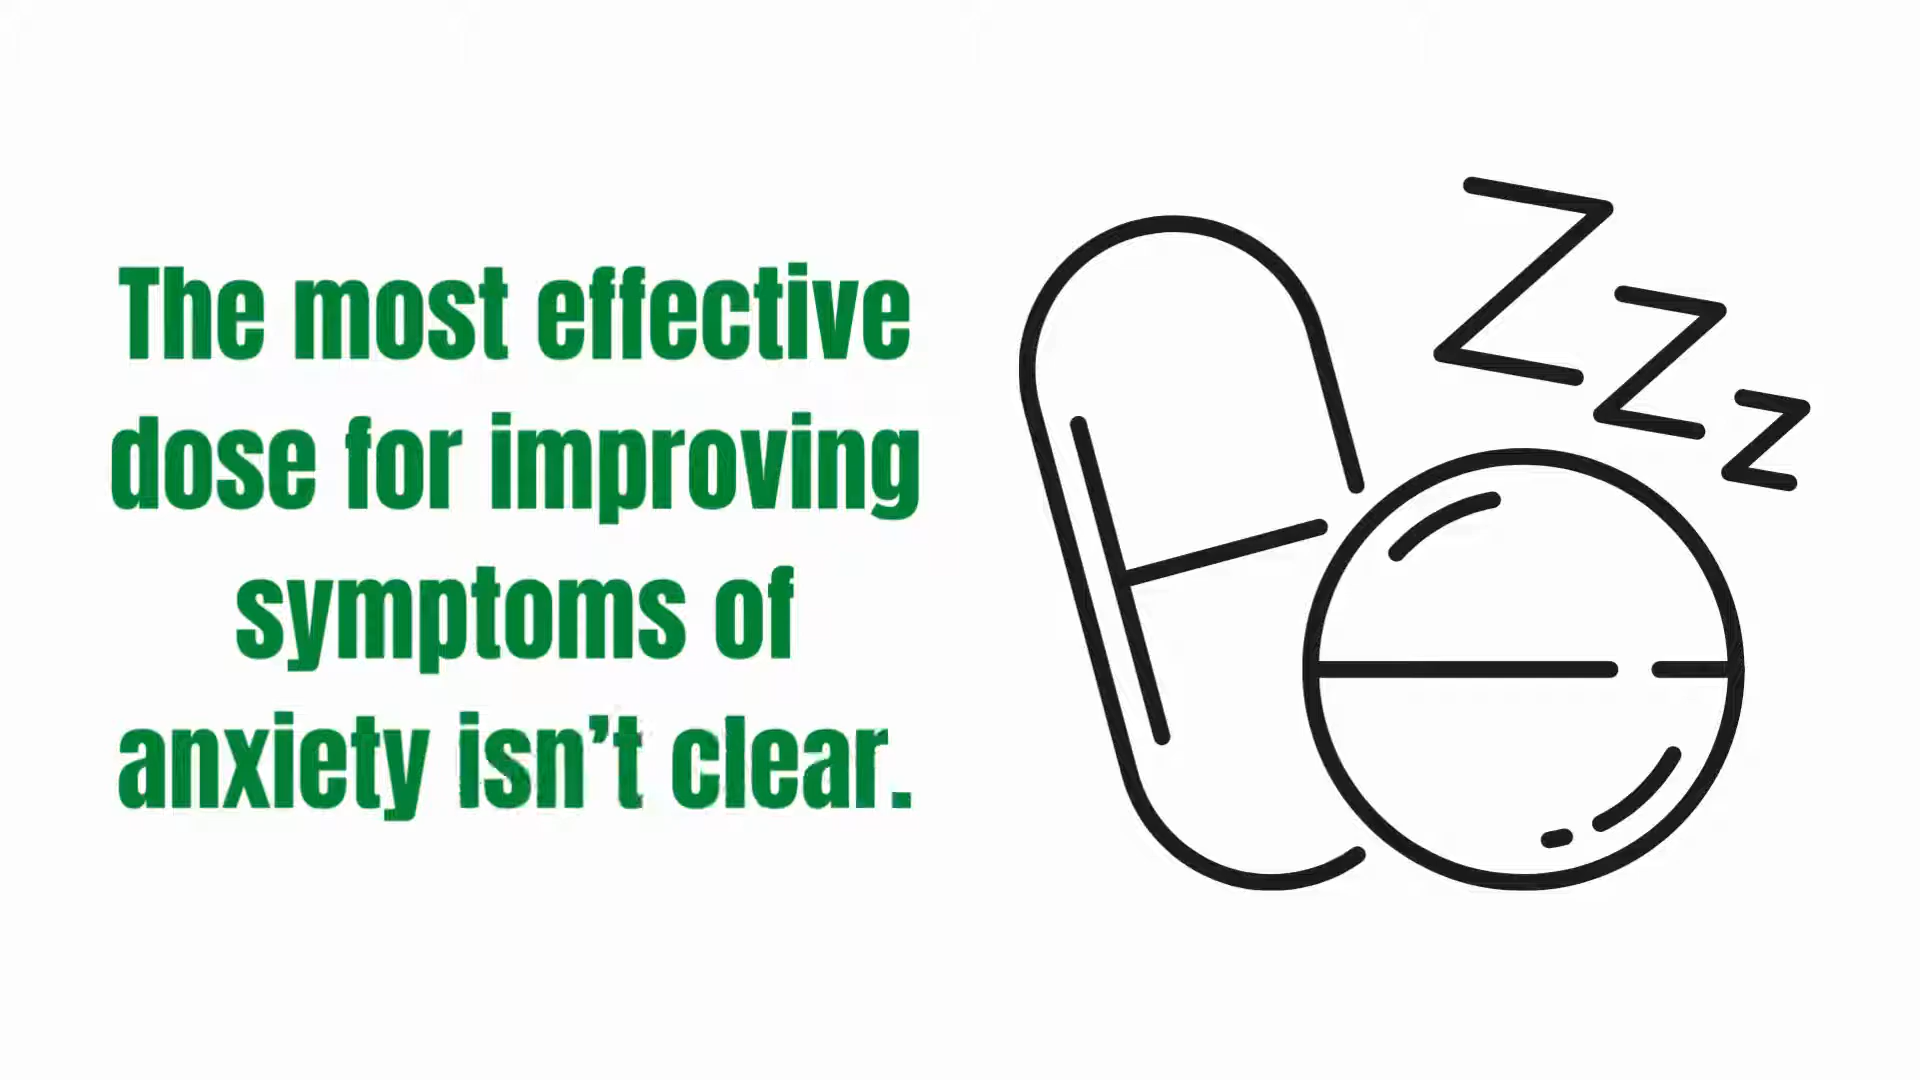 The most effective
dose for improving
symptoms of
anxiety isn’t clear.
Z
Z
z